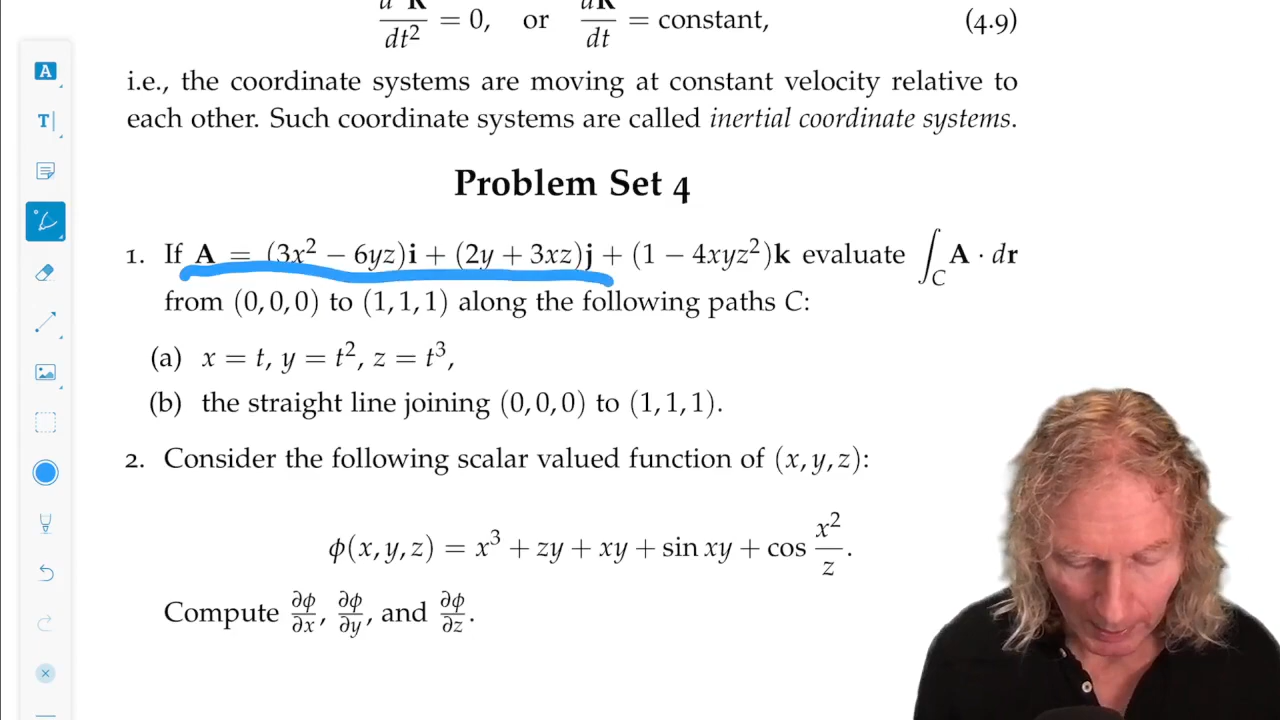 d²R/dt² = 0, or dR/dt = constant, (4.9)
i.e., the coordinate systems are moving at constant velocity relative to
each other. Such coordinate systems are called inertial coordinate systems.
Problem Set 4
1. If A = (3x² − 6yz)i + (2y + 3xz)j + (1 − 4xyz²)k evaluate ∫_C A · dr
from (0, 0, 0) to (1, 1, 1) along the following paths C:
(a) x = t, y = t², z = t³,
(b) the straight line joining (0, 0, 0) to (1, 1, 1).
2. Consider the following scalar valued function of (x, y, z):
ϕ(x, y, z) = x³ + zy + xy + sin xy + cos x²/z.
Compute ∂ϕ/∂x, ∂ϕ/∂y, and ∂ϕ/∂z.
A
T